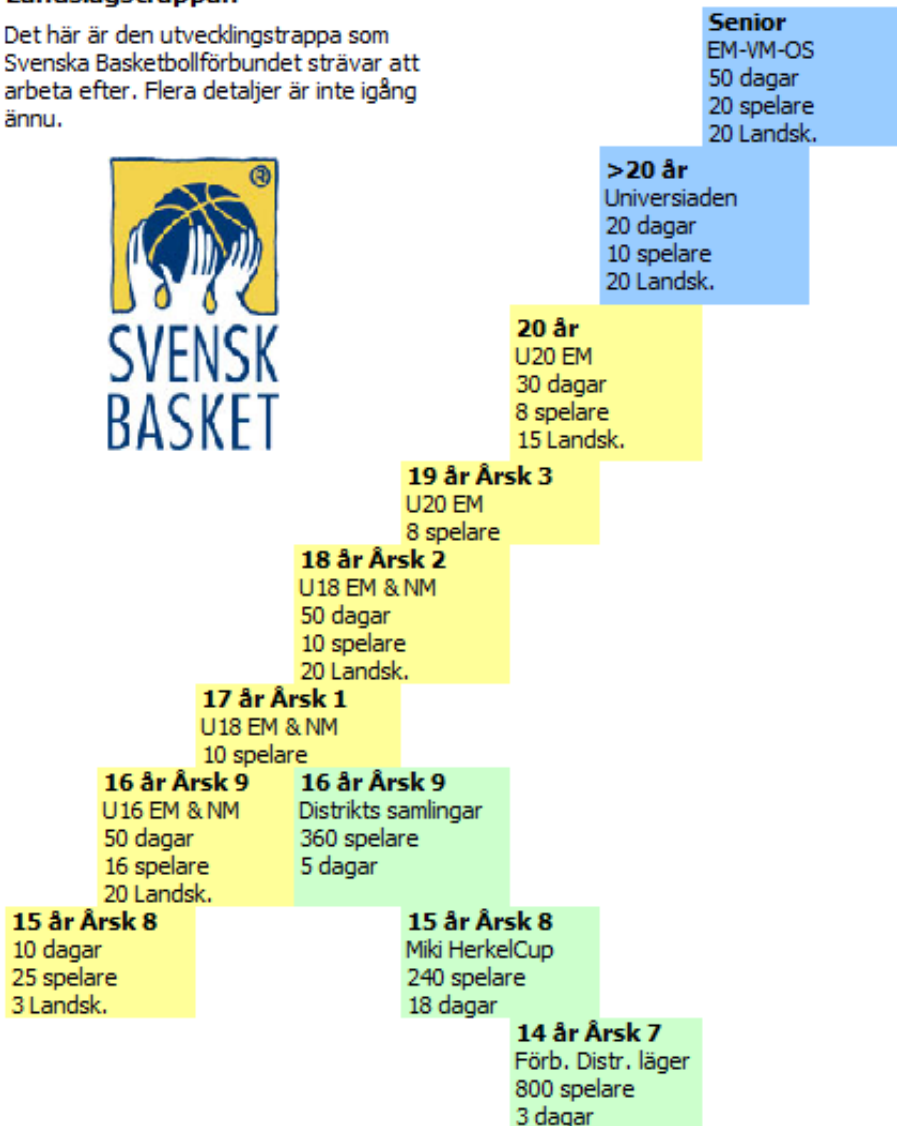 Det här är den utvecklingstrappa som
Svenska Basketbollförbundet strävar att
arbeta efter. Flera detaljer är inte igång
ännu.
®
SVENSK
BASKET
Senior
EM-VM-OS
50 dagar
20 spelare
20 Landsk.
>20 år
Universiaden
20 dagar
10 spelare
20 Landsk.
20 år
U20 EM
30 dagar
8 spelare
15 Landsk.
19 år Årsk 3
U20 EM
8 spelare
18 år Årsk 2
U18 EM & NM
50 dagar
10 spelare
20 Landsk.
17 år Årsk 1
U18 EM & NM
10 spelare
16 år Årsk 9
U16 EM & NM
50 dagar
16 spelare
20 Landsk.
16 år Årsk 9
Distrikts samlingar
360 spelare
5 dagar
15 år Årsk 8
10 dagar
25 spelare
3 Landsk.
15 år Årsk 8
Miki HerkelCup
240 spelare
18 dagar
14 år Årsk 7
Förb. Distr. läger
800 spelare
3 dagar